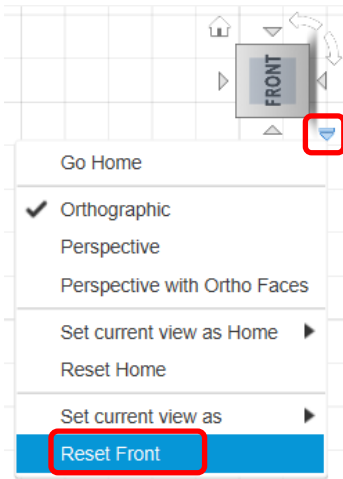 FRONT
Go Home
Orthographic
Perspective
Perspective with Ortho Faces
Set current view as Home
Reset Home
Set current view as
Reset Front